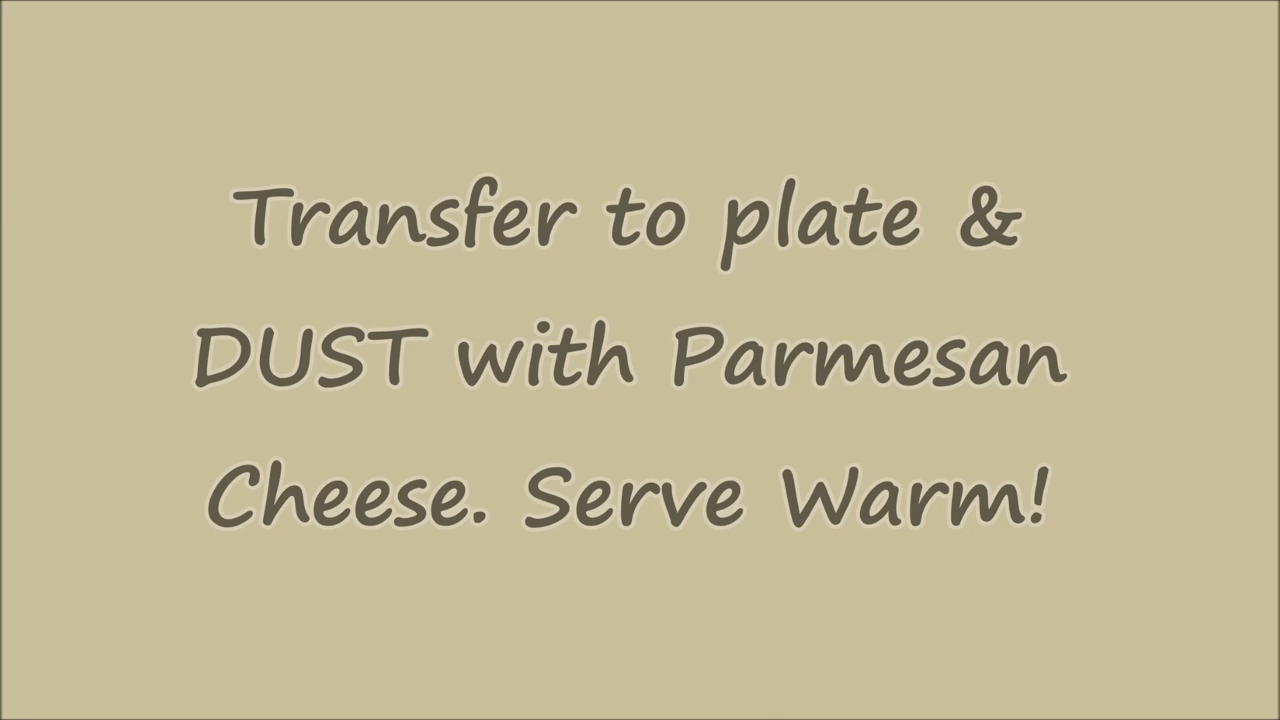 Transfer to plate &
DUST with Parmesan
Cheese. Serve Warm!